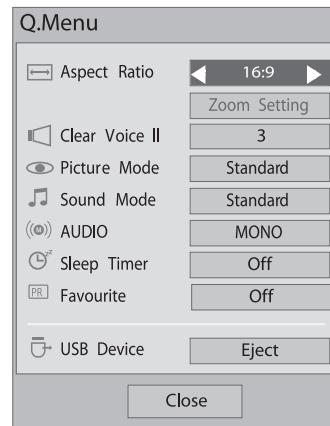 Q.Menu
Aspect Ratio 16:9
Zoom Setting
Clear Voice II 3
Picture Mode Standard
Sound Mode Standard
AUDIO MONO
Sleep Timer Off
PR Favourite Off
USB Device Eject
Close